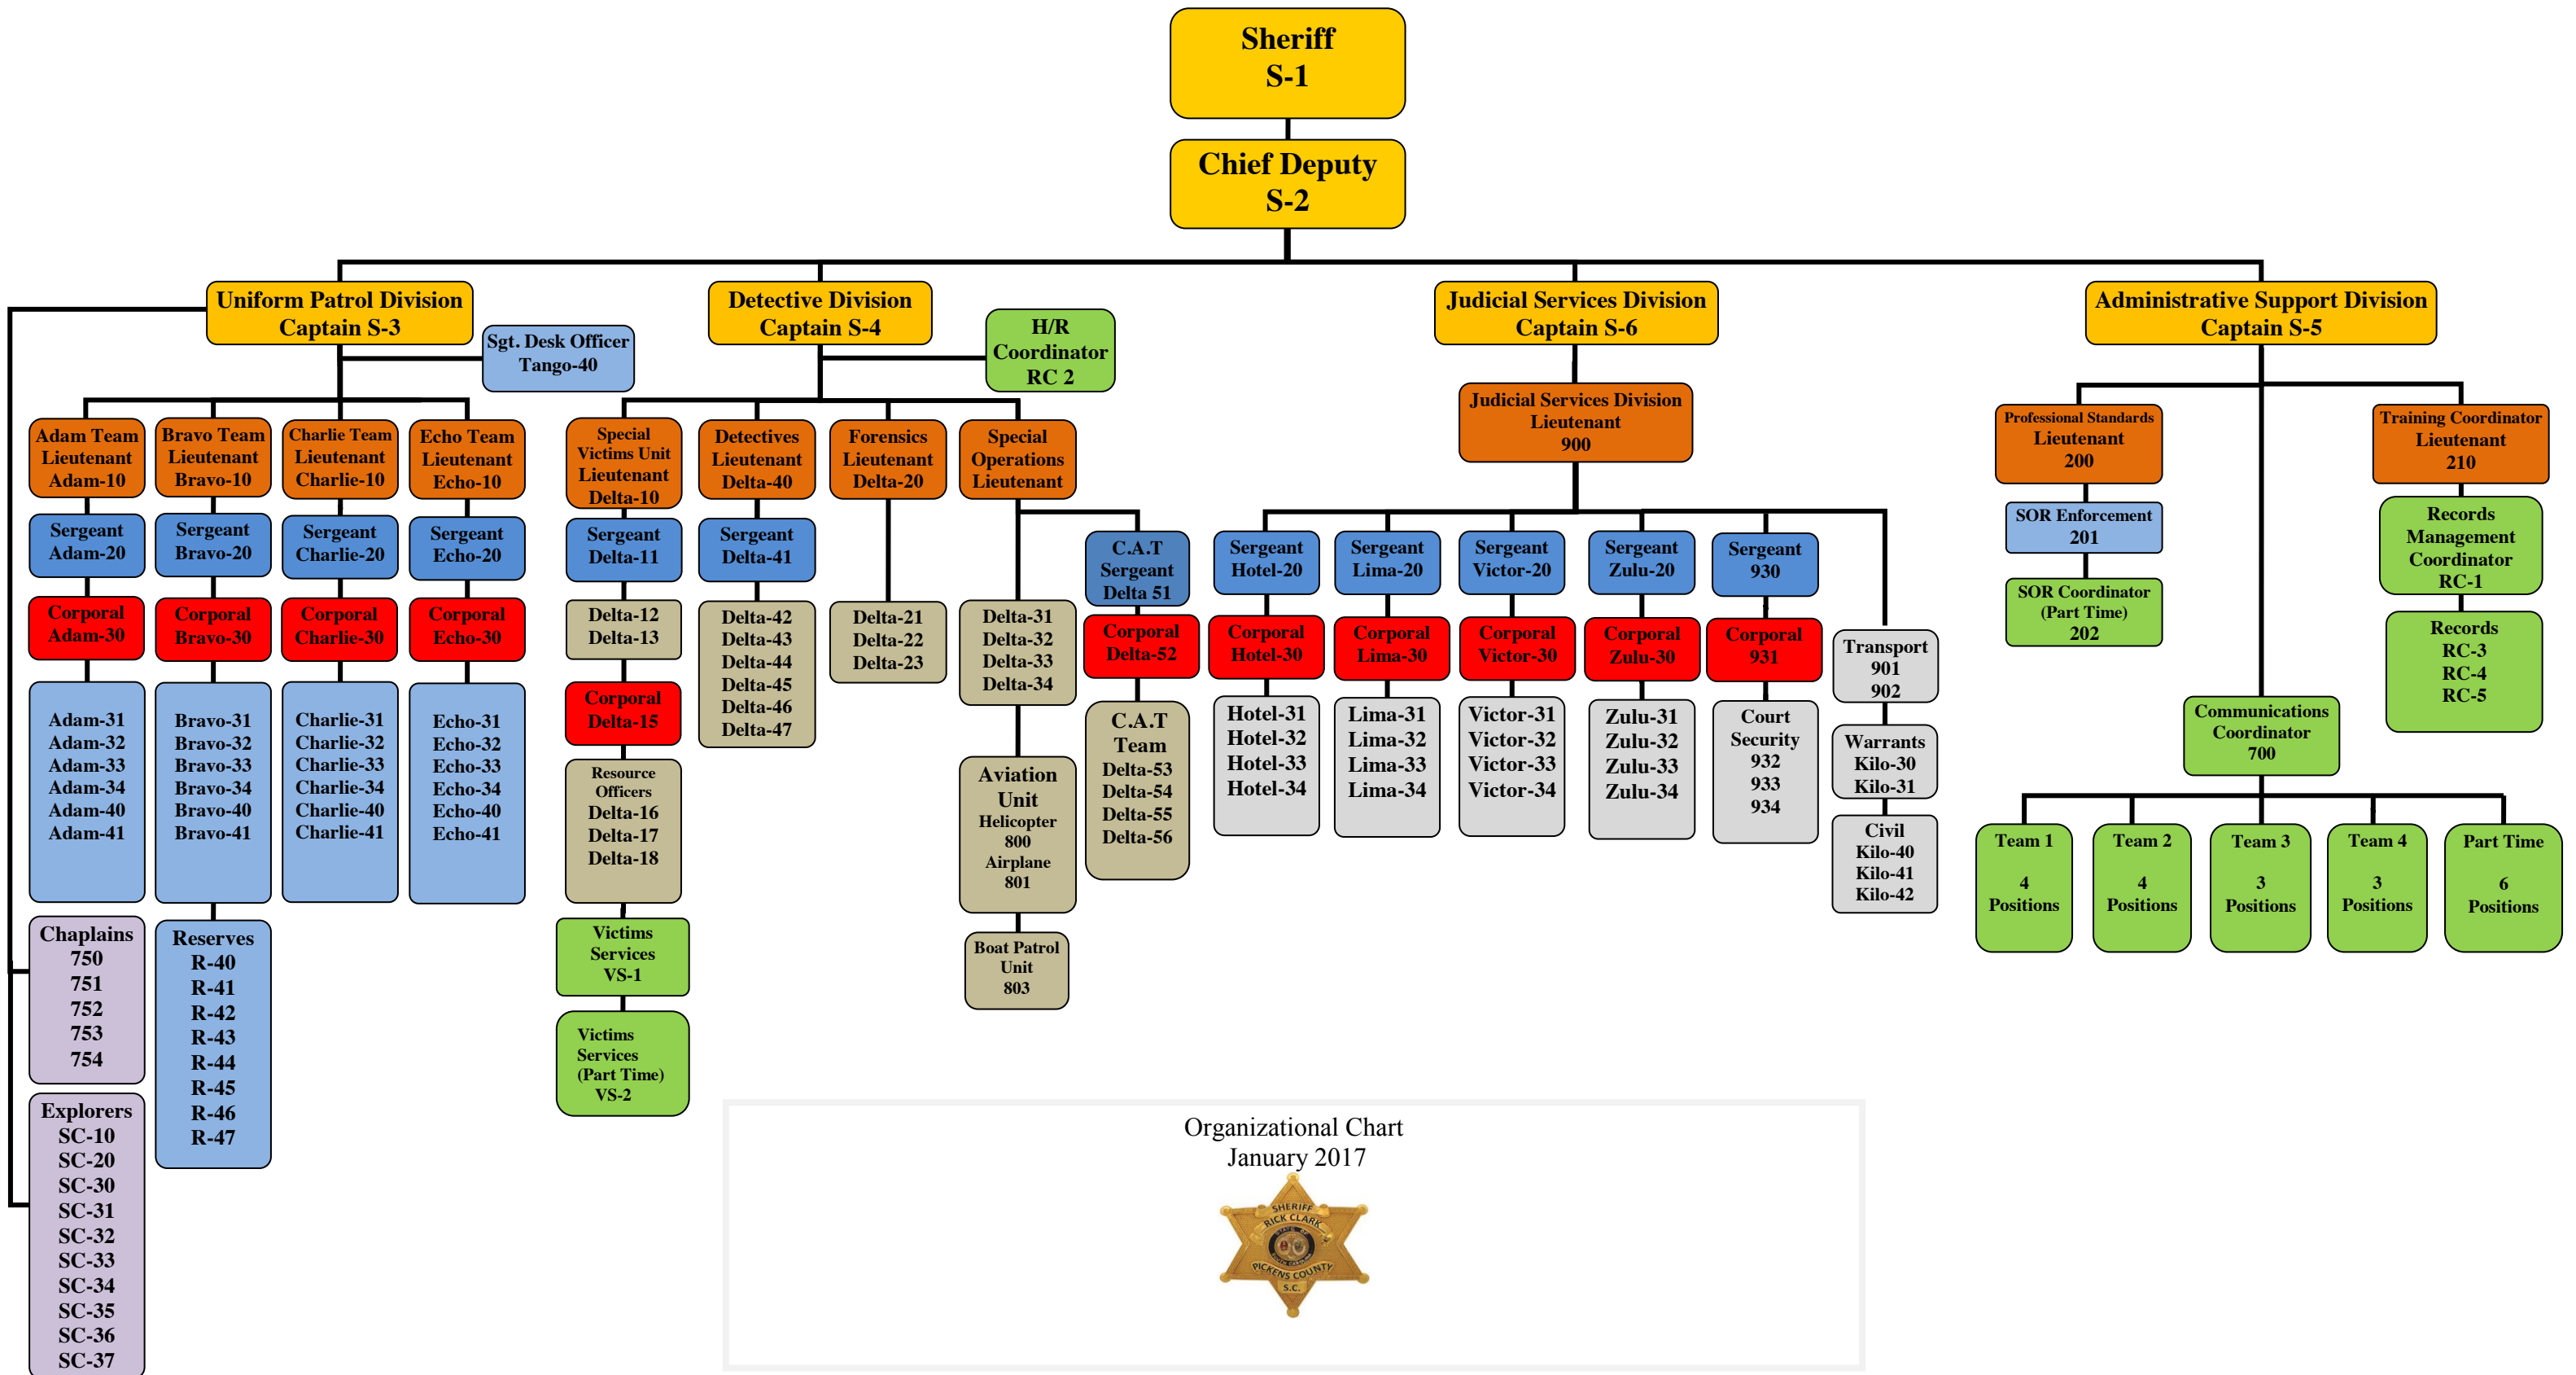 Sheriff
S-1
Chief Deputy
S-2
Uniform Patrol Division
Captain S-3
Sgt. Desk Officer
Tango-40
Detective Division
Captain S-4
H/R
Coordinator
RC 2
Judicial Services Division
Captain S-6
Administrative Support Division
Captain S-5
Adam Team
Lieutenant
Adam-10
Sergeant
Adam-20
Corporal
Adam-30
Adam-31
Adam-32
Adam-33
Adam-34
Adam-40
Adam-41
Chaplains
750
751
752
753
754
Explorers
SC-10
SC-20
SC-30
SC-31
SC-32
SC-33
SC-34
SC-35
SC-36
SC-37
Bravo Team
Lieutenant
Bravo-10
Sergeant
Bravo-20
Corporal
Bravo-30
Bravo-31
Bravo-32
Bravo-33
Bravo-34
Bravo-40
Bravo-41
Reserves
R-40
R-41
R-42
R-43
R-44
R-45
R-46
R-47
Charlie Team
Lieutenant
Charlie-10
Sergeant
Charlie-20
Corporal
Charlie-30
Charlie-31
Charlie-32
Charlie-33
Charlie-34
Charlie-40
Charlie-41
Echo Team
Lieutenant
Echo-10
Sergeant
Echo-20
Corporal
Echo-30
Echo-31
Echo-32
Echo-33
Echo-34
Echo-40
Echo-41
Special
Victims Unit
Lieutenant
Delta-10
Sergeant
Delta-11
Delta-12
Delta-13
Corporal
Delta-15
Resource
Officers
Delta-16
Delta-17
Delta-18
Victims
Services
VS-1
Victims
Services
(Part Time)
VS-2
Detectives
Lieutenant
Delta-40
Sergeant
Delta-41
Delta-42
Delta-43
Delta-44
Delta-45
Delta-46
Delta-47
Forensics
Lieutenant
Delta-20
Delta-21
Delta-22
Delta-23
Special
Operations
Lieutenant
Delta-31
Delta-32
Delta-33
Delta-34
Aviation
Unit
Helicopter
800
Airplane
801
Boat Patrol
Unit
803
C.A.T
Sergeant
Delta 51
Corporal
Delta-52
C.A.T
Team
Delta-53
Delta-54
Delta-55
Delta-56
Judicial Services Division
Lieutenant
900
Sergeant
Hotel-20
Corporal
Hotel-30
Hotel-31
Hotel-32
Hotel-33
Hotel-34
Sergeant
Lima-20
Corporal
Lima-30
Lima-31
Lima-32
Lima-33
Lima-34
Sergeant
Victor-20
Corporal
Victor-30
Victor-31
Victor-32
Victor-33
Victor-34
Sergeant
Zulu-20
Corporal
Zulu-30
Zulu-31
Zulu-32
Zulu-33
Zulu-34
Sergeant
930
Corporal
931
Court
Security
932
933
934
Transport
901
902
Warrants
Kilo-30
Kilo-31
Civil
Kilo-40
Kilo-41
Kilo-42
Professional Standards
Lieutenant
200
SOR Enforcement
201
SOR Coordinator
(Part Time)
202
Training Coordinator
Lieutenant
210
Records
Management
Coordinator
RC-1
Records
RC-3
RC-4
RC-5
Communications
Coordinator
700
Team 1
4
Positions
Team 2
4
Positions
Team 3
3
Positions
Team 4
3
Positions
Part Time
6
Positions
Organizational Chart
January 2017
SHERIFF
RICK CLARK
PICKENS COUNTY
S.C.